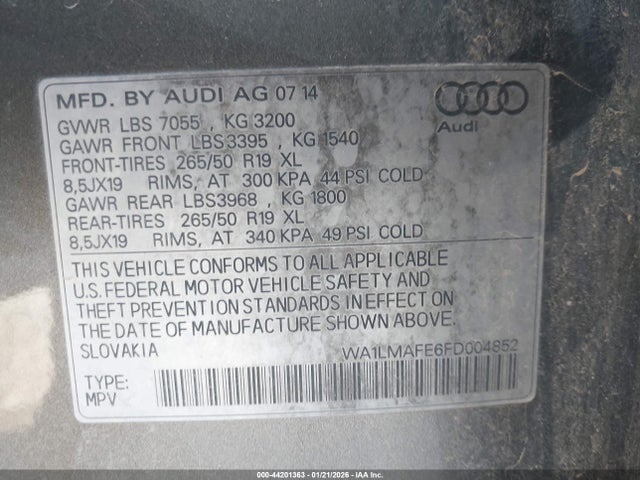 MFD. BY AUDI AG 07 14
Audi
GVWR LBS 7055 , KG 3200
GAWR FRONT LBS3395 , KG 1540
FRONT-TIRES 265/50 R19 XL
8,5JX19 RIMS, AT 300 KPA 44 PSI COLD
GAWR REAR LBS3968 , KG 1800
REAR-TIRES 265/50 R19 XL
8,5JX19 RIMS, AT 340 KPA 49 PSI COLD
THIS VEHICLE CONFORMS TO ALL APPLICABLE
U.S. FEDERAL MOTOR VEHICLE SAFETY AND
THEFT PREVENTION STANDARDS IN EFFECT ON
THE DATE OF MANUFACTURE SHOWN ABOVE.
SLOVAKIA WA1LMAFE6FD004852
TYPE:
MPV
000-44201363 - 01/21/2026 - IAA Inc.